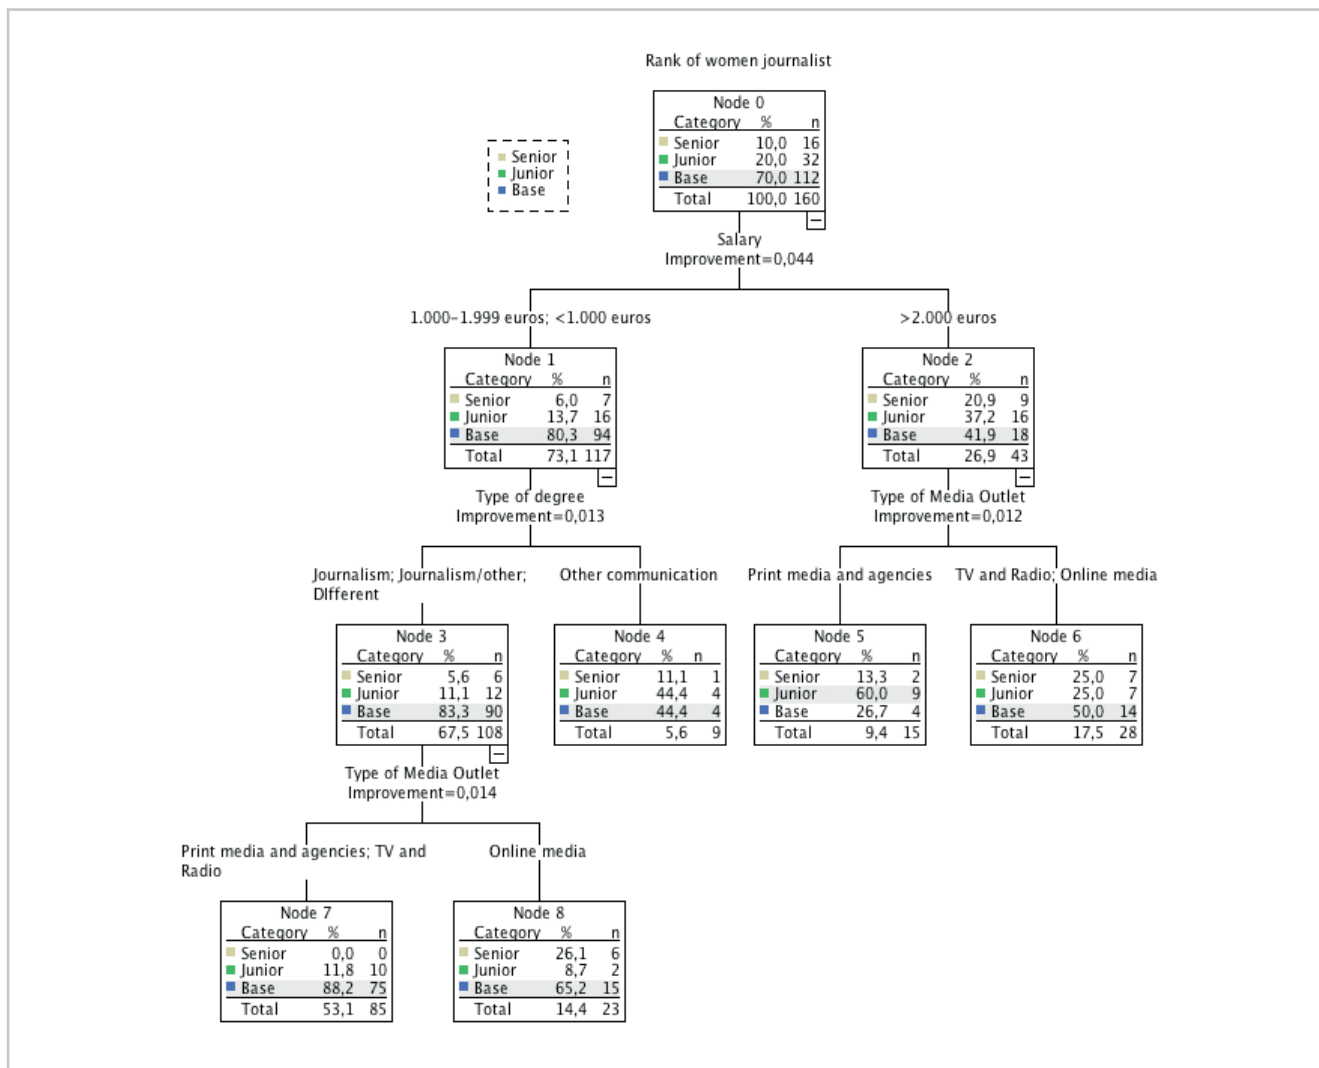 Rank of women journalist
Node 0
Category % n
Senior 10,0 16
Junior 20,0 32
Base 70,0 112
Total 100,0 160
Senior
Junior
Base
Salary
Improvement=0,044
1.000-1.999 euros; <1.000 euros
>2.000 euros
Node 1
Category % n
Senior 6,0 7
Junior 13,7 16
Base 80,3 94
Total 73,1 117
Node 2
Category % n
Senior 20,9 9
Junior 37,2 16
Base 41,9 18
Total 26,9 43
Type of degree
Improvement=0,013
Type of Media Outlet
Improvement=0,012
Journalism; Journalism/other;
DIfferent
Other communication
Print media and agencies
TV and Radio; Online media
Node 3
Category % n
Senior 5,6 6
Junior 11,1 12
Base 83,3 90
Total 67,5 108
Node 4
Category % n
Senior 11,1 1
Junior 44,4 4
Base 44,4 4
Total 5,6 9
Node 5
Category % n
Senior 13,3 2
Junior 60,0 9
Base 26,7 4
Total 9,4 15
Node 6
Category % n
Senior 25,0 7
Junior 25,0 7
Base 50,0 14
Total 17,5 28
Type of Media Outlet
Improvement=0,014
Print media and agencies; TV and
Radio
Online media
Node 7
Category % n
Senior 0,0 0
Junior 11,8 10
Base 88,2 75
Total 53,1 85
Node 8
Category % n
Senior 26,1 6
Junior 8,7 2
Base 65,2 15
Total 14,4 23